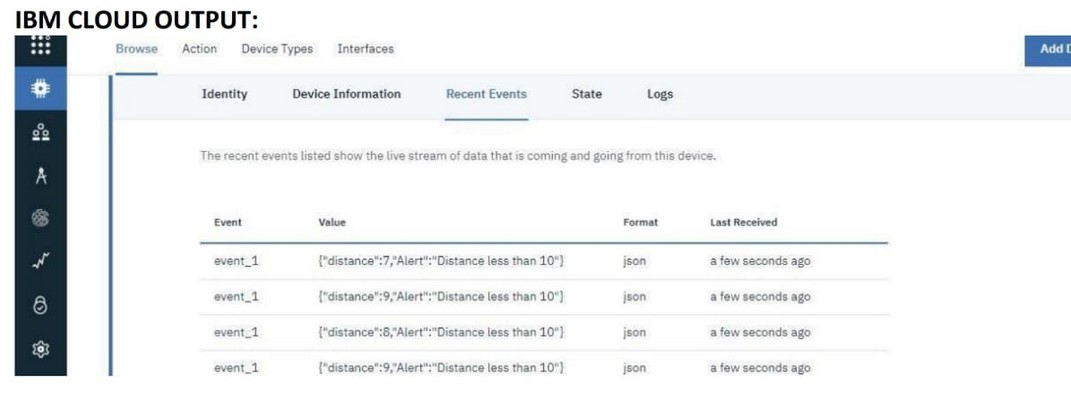 IBM CLOUD OUTPUT:
Browse Action Device Types Interfaces Add D
Identity Device Information Recent Events State Logs
The recent events listed show the live stream of data that is coming and going from this device.
Event Value Format Last Received
event_1 {"distance":7,"Alert":"Distance less than 10"} json a few seconds ago
event_1 {"distance":9,"Alert":"Distance less than 10"} json a few seconds ago
event_1 {"distance":8,"Alert":"Distance less than 10"} json a few seconds ago
event_1 {"distance":9,"Alert":"Distance less than 10"} json a few seconds ago